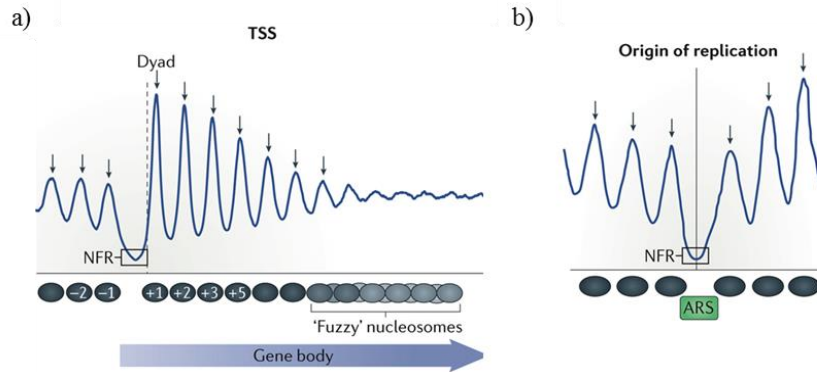 a)
TSS
Dyad
NFR
−2 −1 +1 +2 +3 +5
'Fuzzy' nucleosomes
Gene body
b)
Origin of replication
NFR
ARS